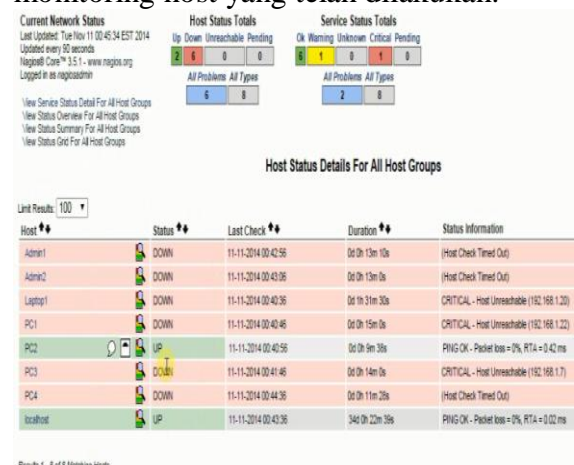 monitoring host yang telah dilakukan.
Current Network Status
Last Updated: Tue Nov 11 00:45:34 EST 2014
Updated every 90 seconds
Nagios® Core™ 3.5.1 - www.nagios.org
Logged in as nagiosadmin
View Service Status Detail For All Host Groups
View Status Overview For All Host Groups
View Status Summary For All Host Groups
View Status Grid For All Host Groups
Host Status Totals
Up Down Unreachable Pending
2 6 0 0
All Problems All Types
6 8
Service Status Totals
Ok Warning Unknown Critical Pending
6 1 0 1 0
All Problems All Types
2 8
Host Status Details For All Host Groups
Limit Results: 100
Host Status Last Check Duration Status Information
Admin1 DOWN 11-11-2014 00:42:56 0d 0h 13m 10s (Host Check Timed Out)
Admin2 DOWN 11-11-2014 00:43:06 0d 0h 13m 0s (Host Check Timed Out)
Laptop1 DOWN 11-11-2014 00:40:36 0d 1h 31m 30s CRITICAL - Host Unreachable (192.168.1.20)
PC1 DOWN 11-11-2014 00:40:46 0d 0h 15m 0s CRITICAL - Host Unreachable (192.168.1.22)
PC2 UP 11-11-2014 00:40:56 0d 0h 9m 38s PING OK - Packet loss = 0%, RTA = 0.42 ms
PC3 DOWN 11-11-2014 00:41:46 0d 0h 14m 0s CRITICAL - Host Unreachable (192.168.1.7)
PC4 DOWN 11-11-2014 00:44:36 0d 0h 11m 28s (Host Check Timed Out)
localhost UP 11-11-2014 00:43:36 34d 0h 22m 39s PING OK - Packet loss = 0%, RTA = 0.02 ms